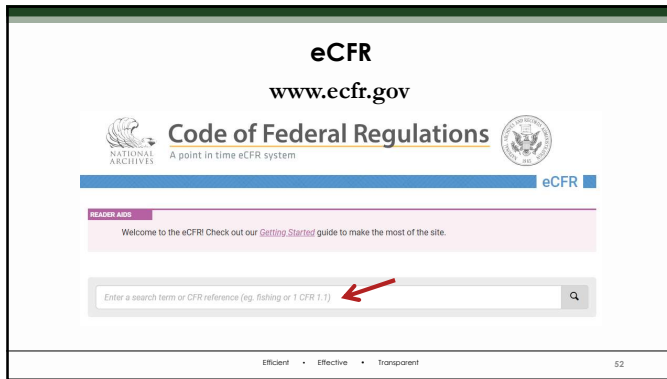 eCFR
www.ecfr.gov
NATIONAL
ARCHIVES
Code of Federal Regulations
A point in time eCFR system
eCFR
READER AIDS
Welcome to the eCFR! Check out our Getting Started guide to make the most of the site.
Enter a search term or CFR reference (eg. fishing or 1 CFR 1.1)
Efficient • Effective • Transparent
52